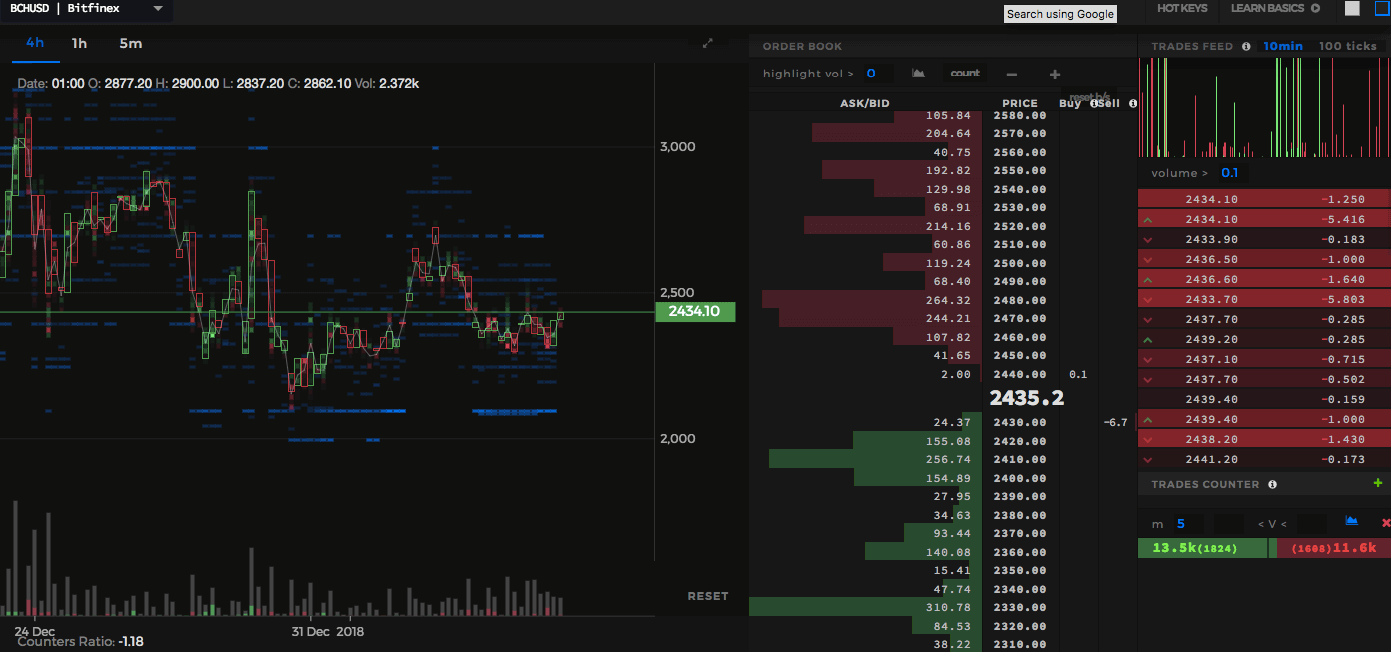 BCHUSD | Bitfinex
Search using Google
HOT KEYS
LEARN BASICS
4h 1h 5m
Date: 01:00 O: 2877.20 H: 2900.00 L: 2837.20 C: 2862.10 Vol: 2.372k
3,000
2500
2434.10
2,000
RESET
24 Dec 31 Dec 2018
Counters Ratio: -1.18
ORDER BOOK
highlight vol > 0 count − +
reset b/s
ASK/BID PRICE Buy Sell
105.84 2580.00
204.64 2570.00
40.75 2560.00
192.82 2550.00
129.98 2540.00
68.91 2530.00
214.16 2520.00
60.86 2510.00
119.24 2500.00
68.40 2490.00
264.32 2480.00
244.21 2470.00
107.82 2460.00
41.65 2450.00
2.00 2440.00 0.1
2435.2
24.37 2430.00 -6.7
155.08 2420.00
256.74 2410.00
154.89 2400.00
27.95 2390.00
34.63 2380.00
93.44 2370.00
140.08 2360.00
15.41 2350.00
47.74 2340.00
310.78 2330.00
84.53 2320.00
38.22 2310.00
TRADES FEED 10min 100 ticks
volume > 0.1
2434.10 -1.250
2434.10 -5.416
2433.90 -0.183
2436.50 -1.000
2436.60 -1.640
2433.70 -5.803
2437.70 -0.285
2439.20 -0.285
2437.10 -0.715
2437.70 -0.502
2439.40 -0.159
2439.40 -1.000
2438.20 -1.430
2441.20 -0.173
TRADES COUNTER +
m 5 < V <
13.5k(1824) (1608)11.6k